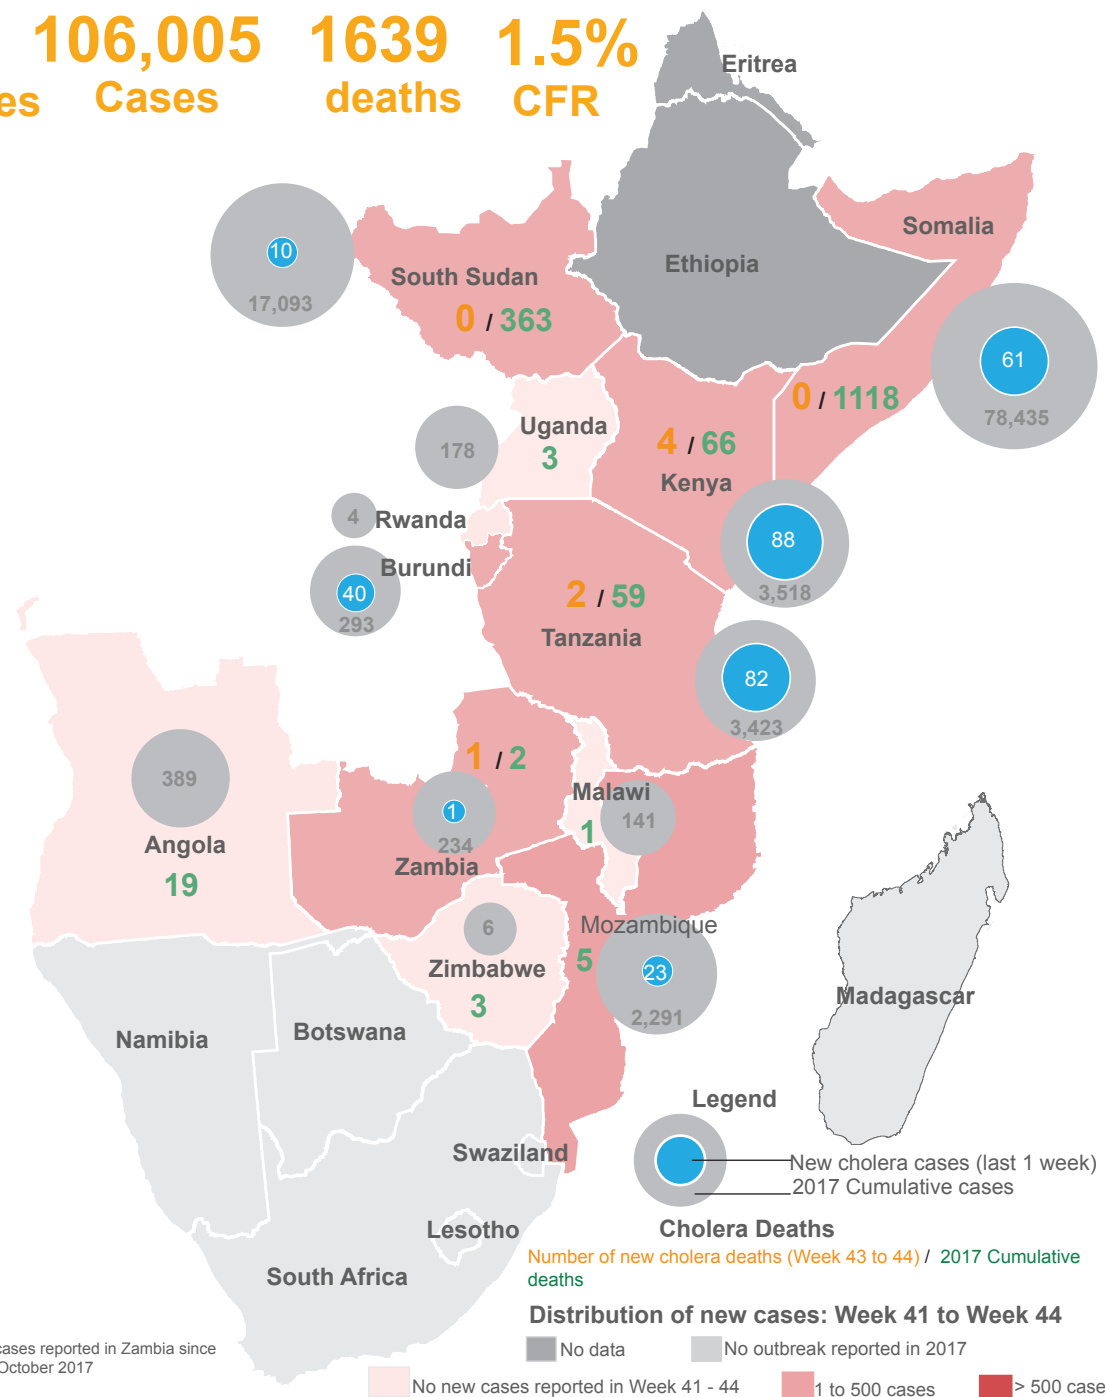 106,005 1639 1.5%
es Cases deaths CFR
Eritrea
Somalia
Ethiopia
10
17,093
South Sudan
0 / 363
61
78,435
0 / 1118
Uganda
3
178
4 / 66
Kenya
4
Rwanda
88
3,518
Burundi
40
293
2 / 59
Tanzania
82
3,423
1 / 2
389
Angola
19
1
234
Zambia
Malawi
1
141
6
Zimbabwe
3
Mozambique
5
23
2,291
Madagascar
Namibia
Botswana
Swaziland
Lesotho
South Africa
Legend
New cholera cases (last 1 week)
2017 Cumulative cases
Cholera Deaths
Number of new cholera deaths (Week 43 to 44) / 2017 Cumulative
deaths
Distribution of new cases: Week 41 to Week 44
No data
No outbreak reported in 2017
No new cases reported in Week 41 - 44
1 to 500 cases
> 500 case
cases reported in Zambia since
October 2017